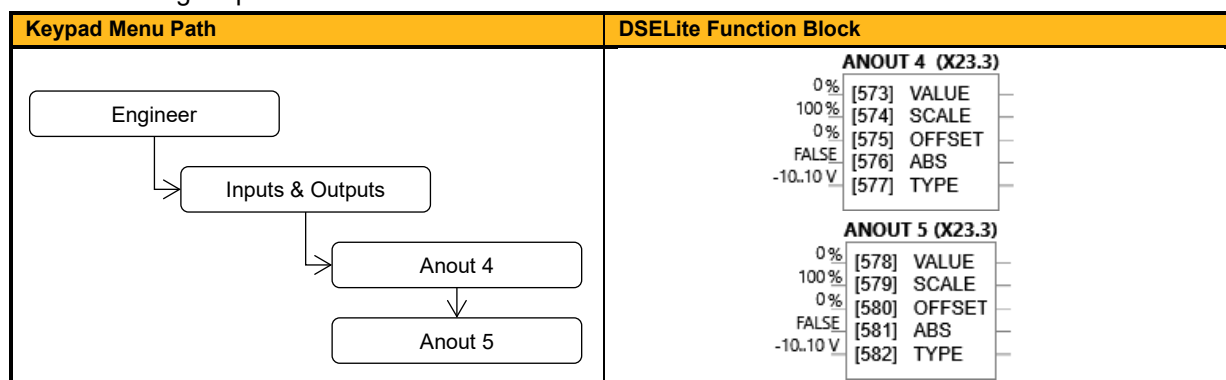 Keypad Menu Path
DSELite Function Block
Engineer
Inputs & Outputs
Anout 4
Anout 5
ANOUT 4 (X23.3)
0% [573] VALUE
100% [574] SCALE
0% [575] OFFSET
FALSE [576] ABS
-10..10 V [577] TYPE
ANOUT 5 (X23.3)
0% [578] VALUE
100% [579] SCALE
0% [580] OFFSET
FALSE [581] ABS
-10..10 V [582] TYPE